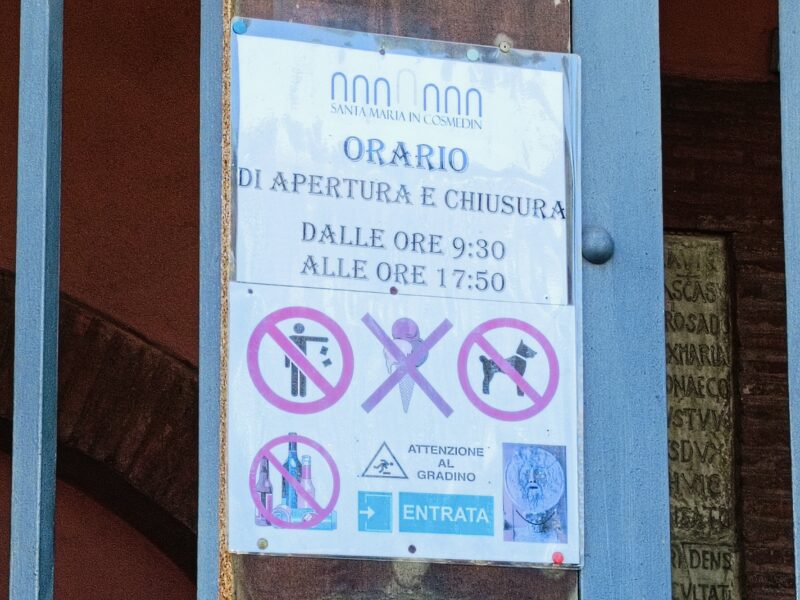 SANTA MARIA IN COSMEDIN
ORARIO
DI APERTURA E CHIUSURA
DALLE ORE 9:30
ALLE ORE 17:50
ATTENZIONE
AL
GRADINO
ENTRATA
XMARIA